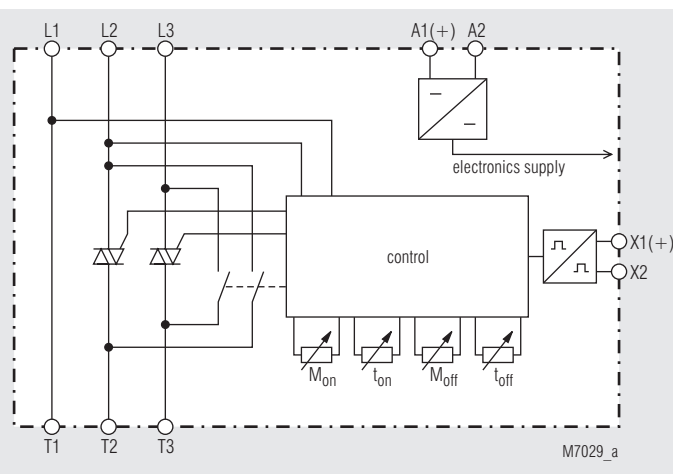 L1 L2 L3 A1(+) A2
electronics supply
control
X1(+)
X2
Mon ton Moff toff
T1 T2 T3
M7029_a